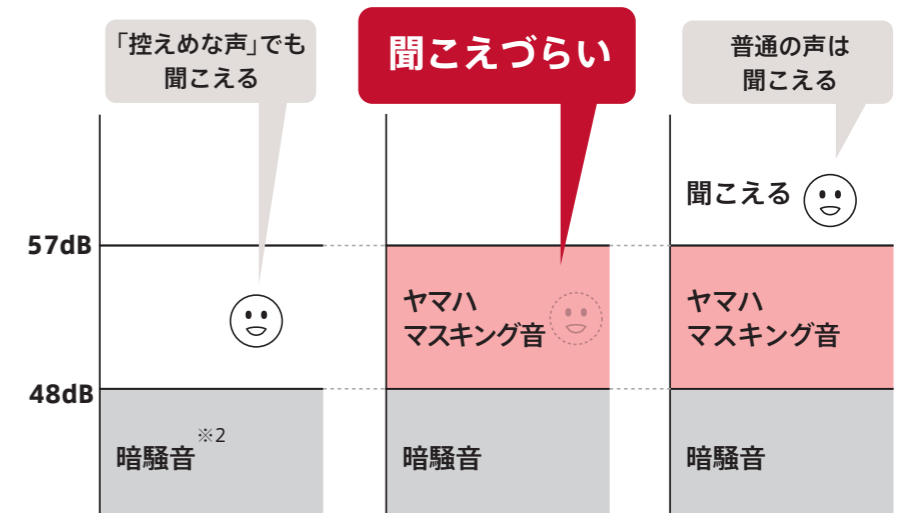 「控えめな声」でも
聞こえる
聞こえづらい
普通の声は
聞こえる
聞こえる
57dB
ヤマハ
マスキング音
ヤマハ
マスキング音
48dB
暗騒音※2
暗騒音
暗騒音